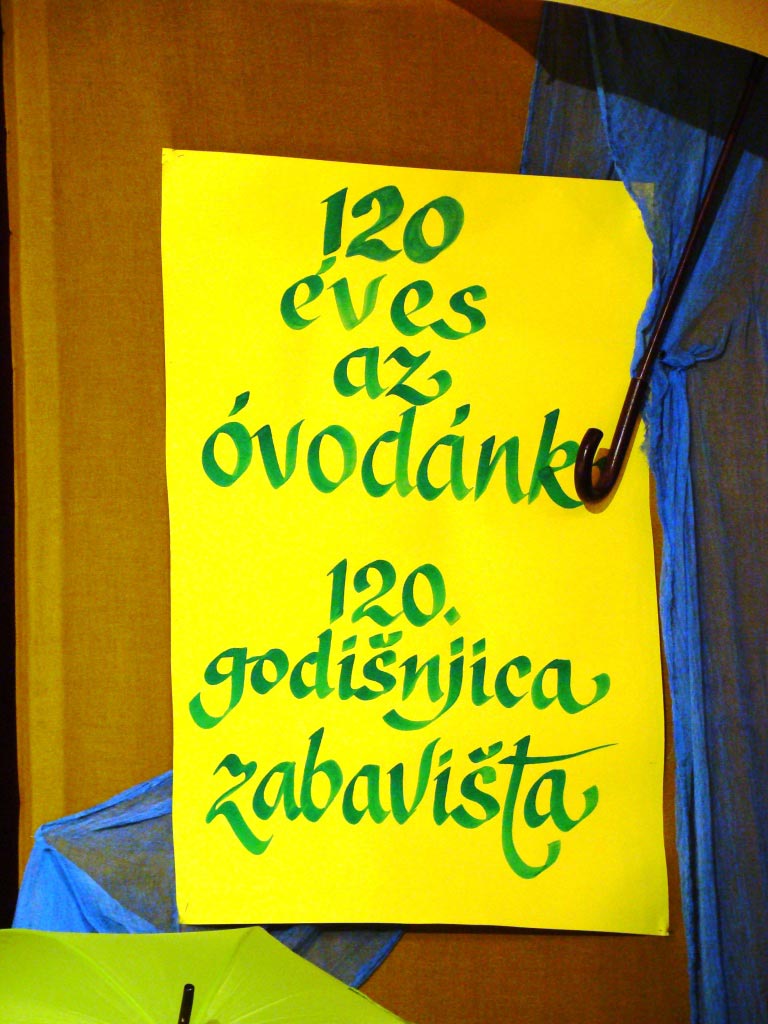 120
éves
az
óvodánk
120.
godišnjica
zabavišta